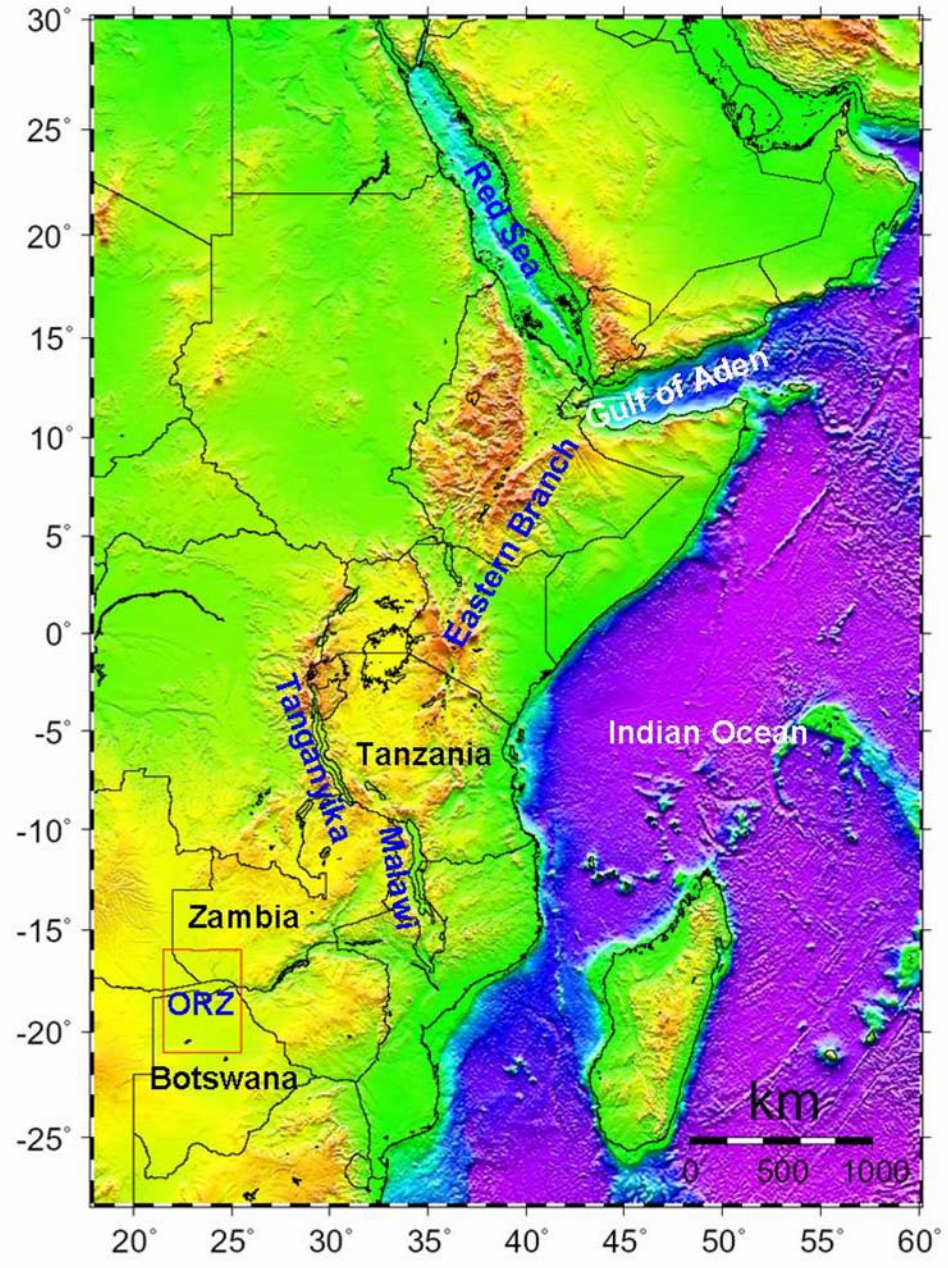 30°
25°
20°
15°
10°
5°
0°
-5°
-10°
-15°
-20°
-25°
Red Sea
Gulf of Aden
Eastern Branch
Tanganyika
Tanzania
Indian Ocean
Malawi
Zambia
ORZ
Botswana
km
0 500 1000
20° 25° 30° 35° 40° 45° 50° 55° 60°